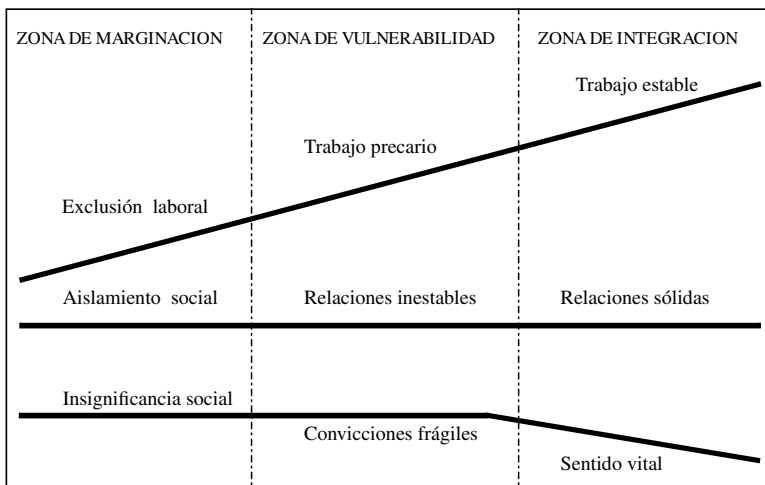 ZONA DE MARGINACION
ZONA DE VULNERABILIDAD
ZONA DE INTEGRACION
Trabajo estable
Trabajo precario
Exclusión laboral
Aislamiento social
Relaciones inestables
Relaciones sólidas
Insignificancia social
Convicciones frágiles
Sentido vital